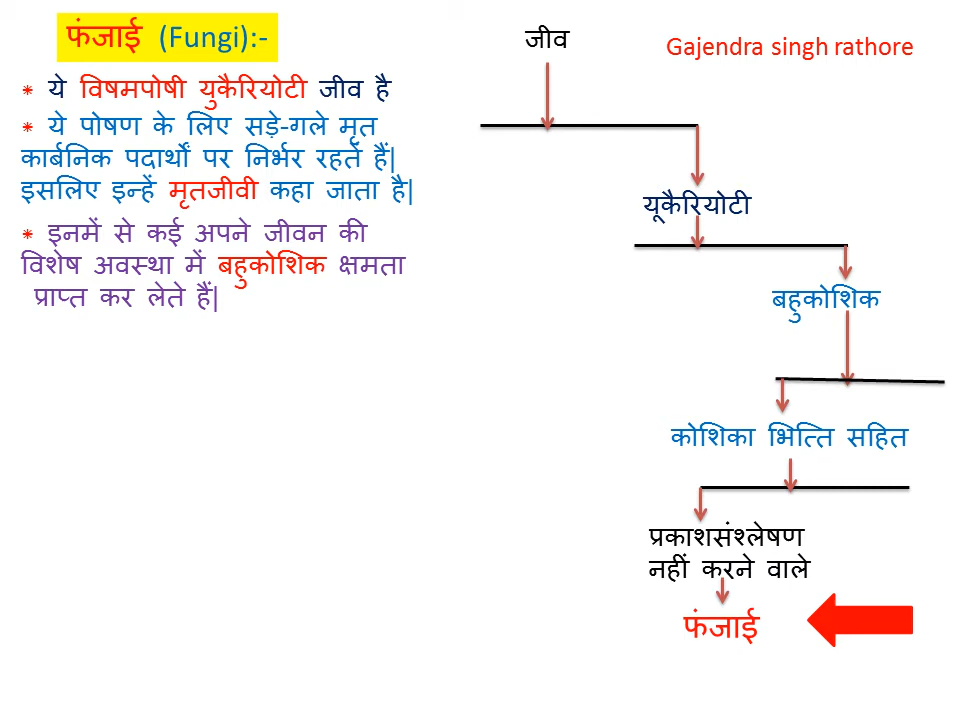 फंजाई (Fungi):-
* ये विषमपोषी युकैरियोटी जीव है
* ये पोषण के लिए सड़े-गले मृत
कार्बनिक पदार्थों पर निर्भर रहते हैं|
इसलिए इन्हें मृतजीवी कहा जाता है|
* इनमें से कई अपने जीवन की
विशेष अवस्था में बहुकोशिक क्षमता
प्राप्त कर लेते हैं|
जीव
Gajendra singh rathore
यूकैरियोटी
बहुकोशिक
कोशिका भित्ति सहित
प्रकाशसंश्लेषण
नहीं करने वाले
फंजाई